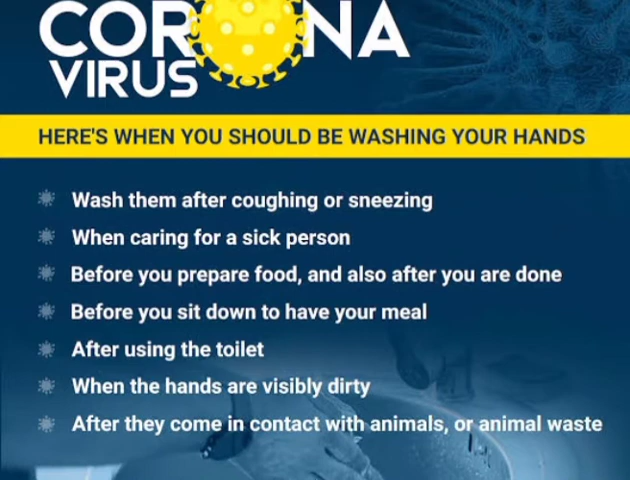 CORONA
VIRUS
HERE'S WHEN YOU SHOULD BE WASHING YOUR HANDS
Wash them after coughing or sneezing
When caring for a sick person
Before you prepare food, and also after you are done
Before you sit down to have your meal
After using the toilet
When the hands are visibly dirty
After they come in contact with animals, or animal waste